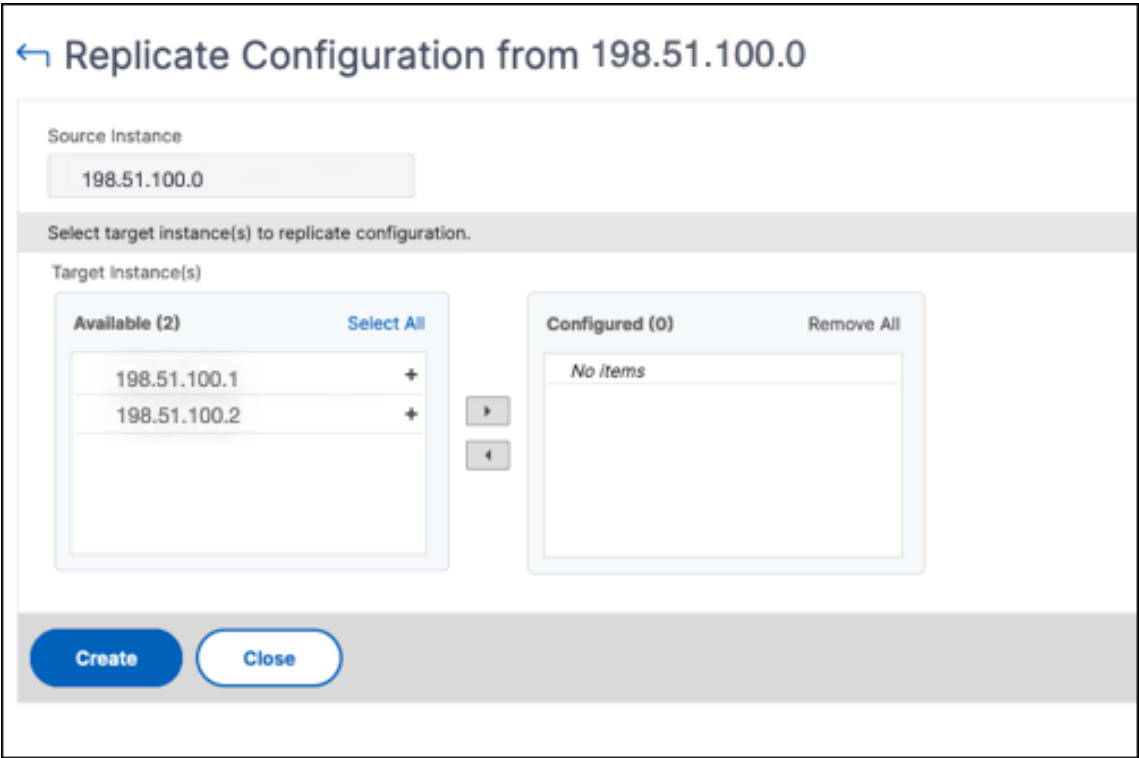 Replicate Configuration from 198.51.100.0
Source Instance
198.51.100.0
Select target instance(s) to replicate configuration.
Target Instance(s)
Available (2) Select All
198.51.100.1 +
198.51.100.2 +
Configured (0) Remove All
No items
Create Close